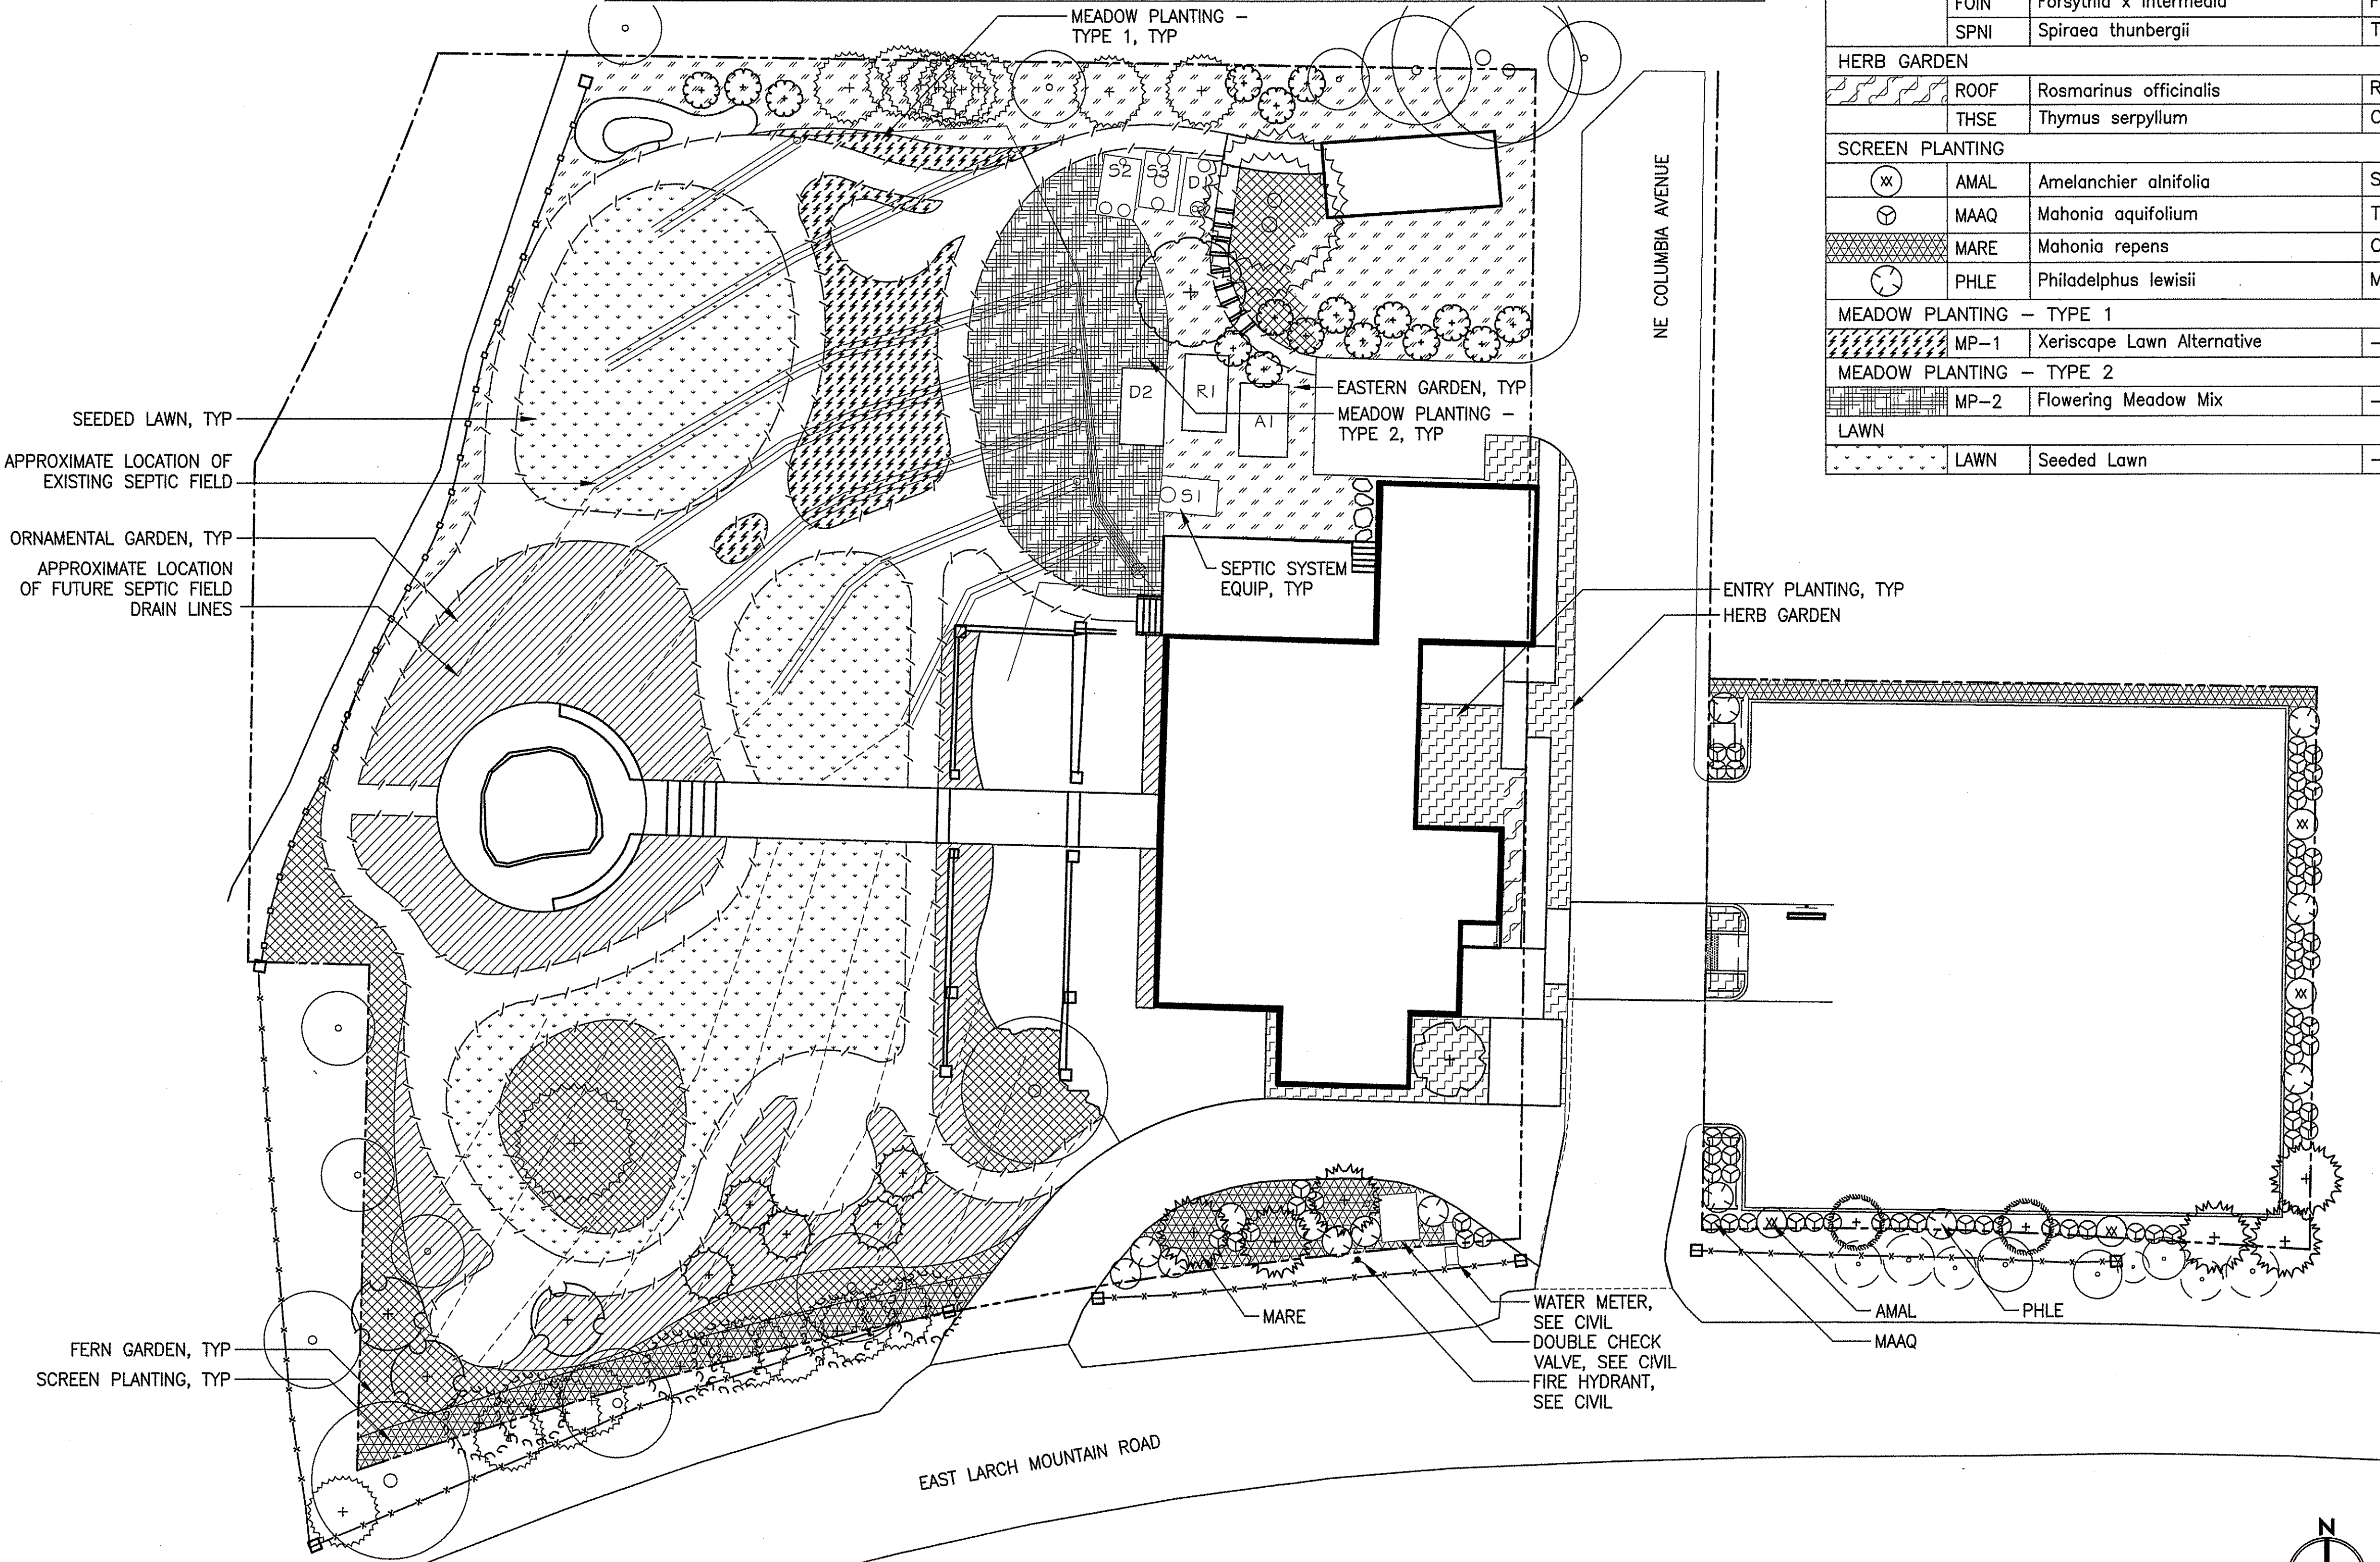 MEADOW PLANTING –
TYPE 1, TYP
FOIN Forsythia x intermedia F
SPNI Spiraea thunbergii T
HERB GARDEN
ROOF Rosmarinus officinalis R
THSE Thymus serpyllum C
SCREEN PLANTING
AMAL Amelanchier alnifolia S
MAAQ Mahonia aquifolium T
MARE Mahonia repens C
PHLE Philadelphus lewisii M
MEADOW PLANTING – TYPE 1
MP–1 Xeriscape Lawn Alternative –
MEADOW PLANTING – TYPE 2
MP–2 Flowering Meadow Mix –
LAWN
LAWN Seeded Lawn –
NE COLUMBIA AVENUE
S2 S3 D1
D2 R1 A1
S1
EASTERN GARDEN, TYP
MEADOW PLANTING –
TYPE 2, TYP
SEEDED LAWN, TYP
APPROXIMATE LOCATION OF
EXISTING SEPTIC FIELD
ORNAMENTAL GARDEN, TYP
APPROXIMATE LOCATION
OF FUTURE SEPTIC FIELD
DRAIN LINES
SEPTIC SYSTEM
EQUIP, TYP
ENTRY PLANTING, TYP
HERB GARDEN
FERN GARDEN, TYP
SCREEN PLANTING, TYP
MARE
WATER METER,
SEE CIVIL
DOUBLE CHECK
VALVE, SEE CIVIL
FIRE HYDRANT,
SEE CIVIL
AMAL
PHLE
MAAQ
EAST LARCH MOUNTAIN ROAD
N